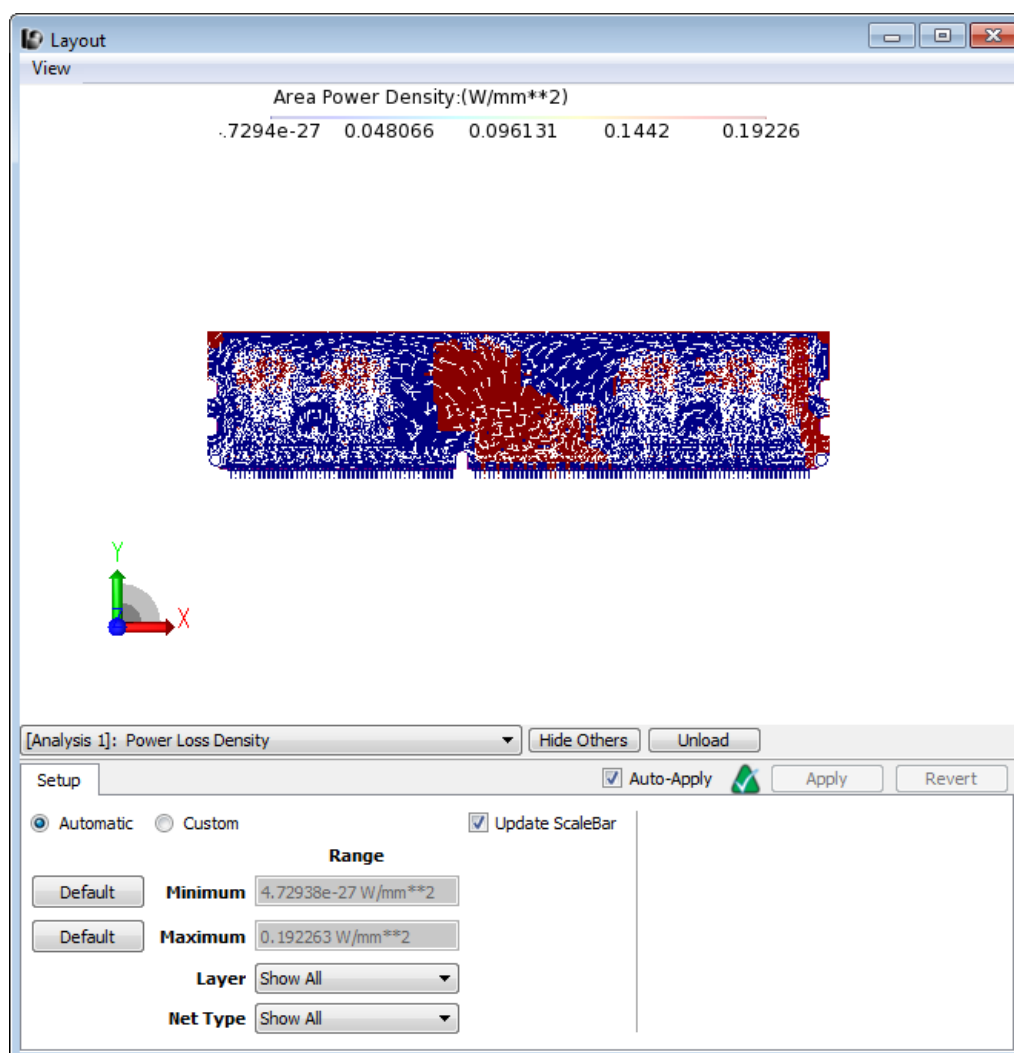 Layout
View
Area Power Density:(W/mm**2)
.7294e-27 0.048066 0.096131 0.1442 0.19226
Y
X
[Analysis 1]: Power Loss Density Hide Others Unload
Setup Auto-Apply Apply Revert
Automatic Custom Update ScaleBar
Range
Default Minimum 4.72938e-27 W/mm**2
Default Maximum 0.192263 W/mm**2
Layer Show All
Net Type Show All